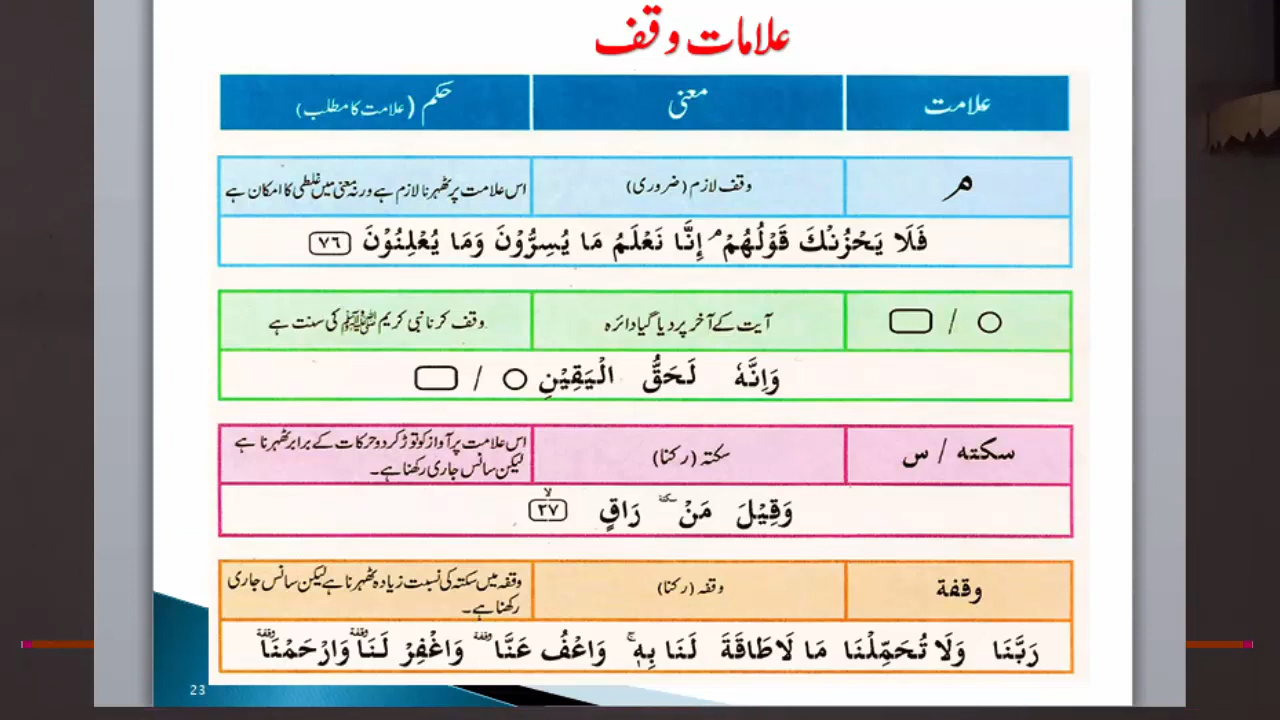 علامات وقف
علامت معنی حکم (علامت کا مطلب)
م وقف لازم (ضروری) اس علامت پر ٹھہرنا لازم ہے ورنہ معنی میں غلطی کا امکان ہے
فَلَا يَحْزُنْكَ قَوْلُهُمْ ۘ اِنَّا نَعْلَمُ مَا يُسِرُّوْنَ وَمَا يُعْلِنُوْنَ ٧٦
○ / ▭ آیت کے آخر پر دیا گیا دائرہ وقف کرنا نبی کریم ﷺ کی سنت ہے
وَاِنَّهٗ لَحَقُّ الْيَقِيْنِ ○ / ▭
سکتہ / س سکتہ (رکنا) اس علامت پر آواز کو توڑ کر دو حرکات کے برابر ٹھہرنا ہے
لیکن سانس جاری رکھنا ہے۔
وَقِيْلَ مَنْ سكتة رَاقٍ ۙ ٢٧
وقفة وقفہ (رکنا) وقفہ میں سکتہ کی نسبت زیادہ ٹھہرنا ہے لیکن سانس جاری
رکھنا ہے۔
رَبَّنَا وَلَا تُحَمِّلْنَا مَا لَا طَاقَةَ لَنَا بِهٖ ۚ وَاعْفُ عَنَّا وقفة وَاغْفِرْ لَنَا وقفة وَارْحَمْنَا وقفة
23